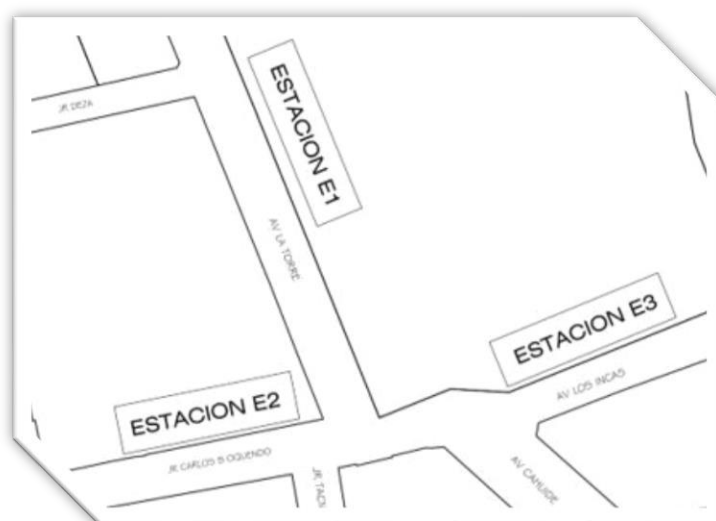 ESTACION E1
JR DEZA
AV LA TORRE
ESTACION E3
AV LOS INCAS
ESTACION E2
JR CARLOS B OQUENDO
AV CAHUIDE